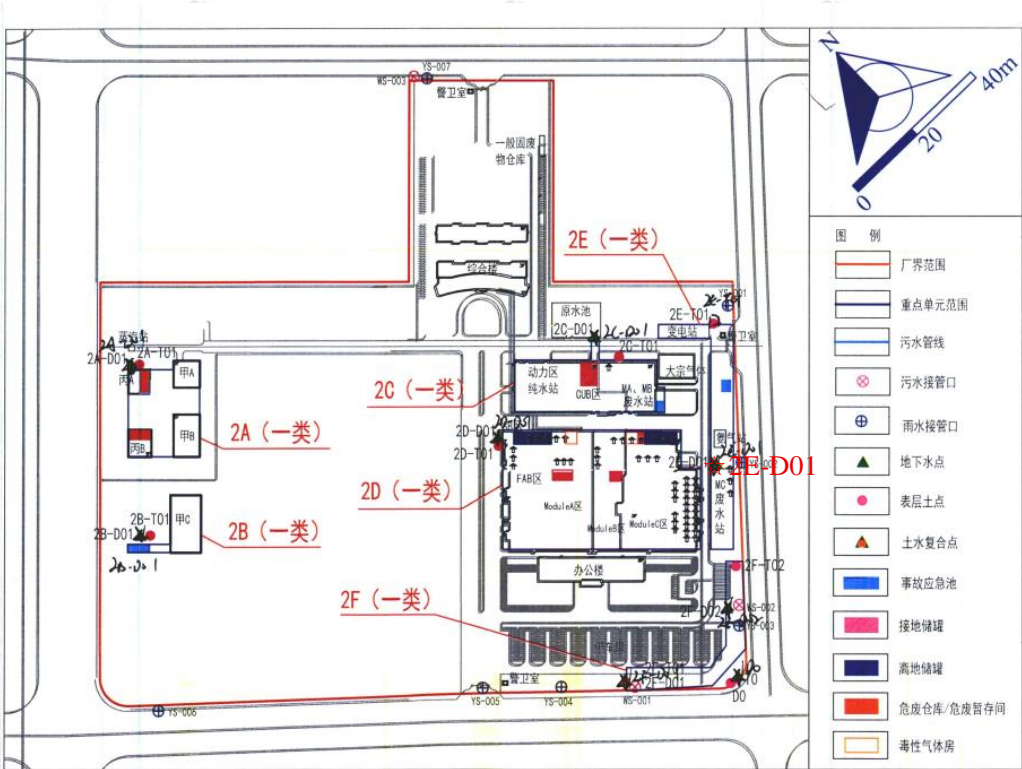 YS-007
WS-003
警卫室
一般固废
物仓库
N
40m
20
0
图 例
厂界范围
重点单元范围
污水管线
污水接管口
雨水接管口
地下水点
表层土点
土水复合点
事故应急池
接地储罐
离地储罐
危废仓库/危废暂存间
毒性气体房
2E（一类）
综合楼
原水池
YS-001
2E-T01
变电站
警卫室
2C-D01
2C-D01
2C-T01
2A-D01
2A-T01
丙A
甲A
动力区
纯水站
CUB区
MA、MB
废水站
大宗气体
2C（一类）
2A（一类）
甲B
丙B
2D-D01
2D-T01
FAB区
2D（一类）
ModuleA区
ModuleB区
ModuleC区
2E-D01
MC
废
水
站
甲C
2B-T01
2B-D01
2B-D01
2B（一类）
办公楼
2F-T02
2F（一类）
2F-D02
WS-002
YS-003
停车场
2F-D01
警卫室
WS-001
YS-005
YS-004
YS-006
D0